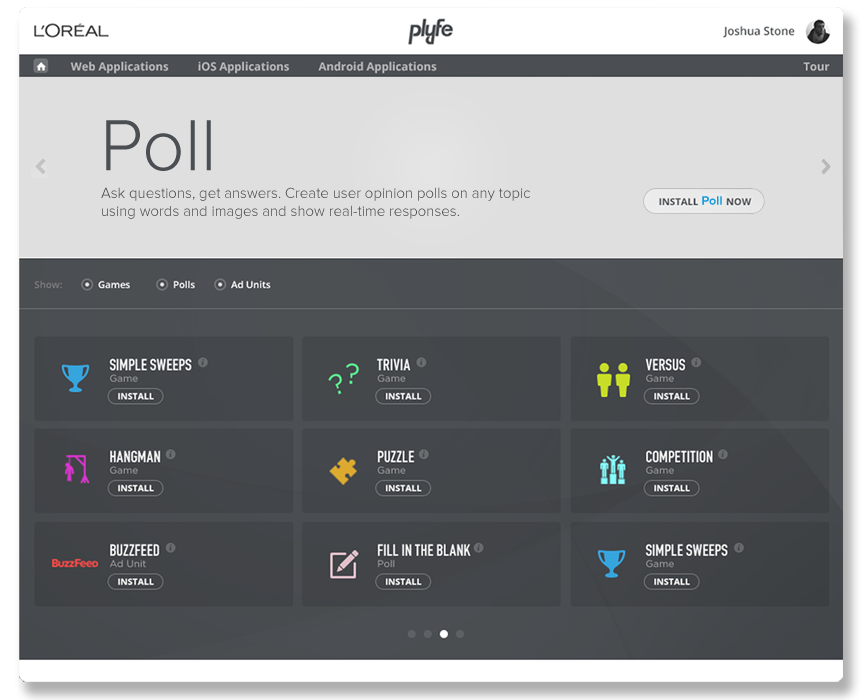 L'ORÉAL
plyfe
Joshua Stone
Web Applications
iOS Applications
Android Applications
Tour
Poll
Ask questions, get answers. Create user opinion polls on any topic
using words and images and show real-time responses.
INSTALL Poll NOW
Show:
Games
Polls
Ad Units
SIMPLE SWEEPS
Game
INSTALL
TRIVIA
Game
INSTALL
VERSUS
Game
INSTALL
HANGMAN
Game
INSTALL
PUZZLE
Game
INSTALL
COMPETITION
Game
INSTALL
BuzzFeed
BUZZFEED
Ad Unit
INSTALL
FILL IN THE BLANK
Poll
INSTALL
SIMPLE SWEEPS
Game
INSTALL